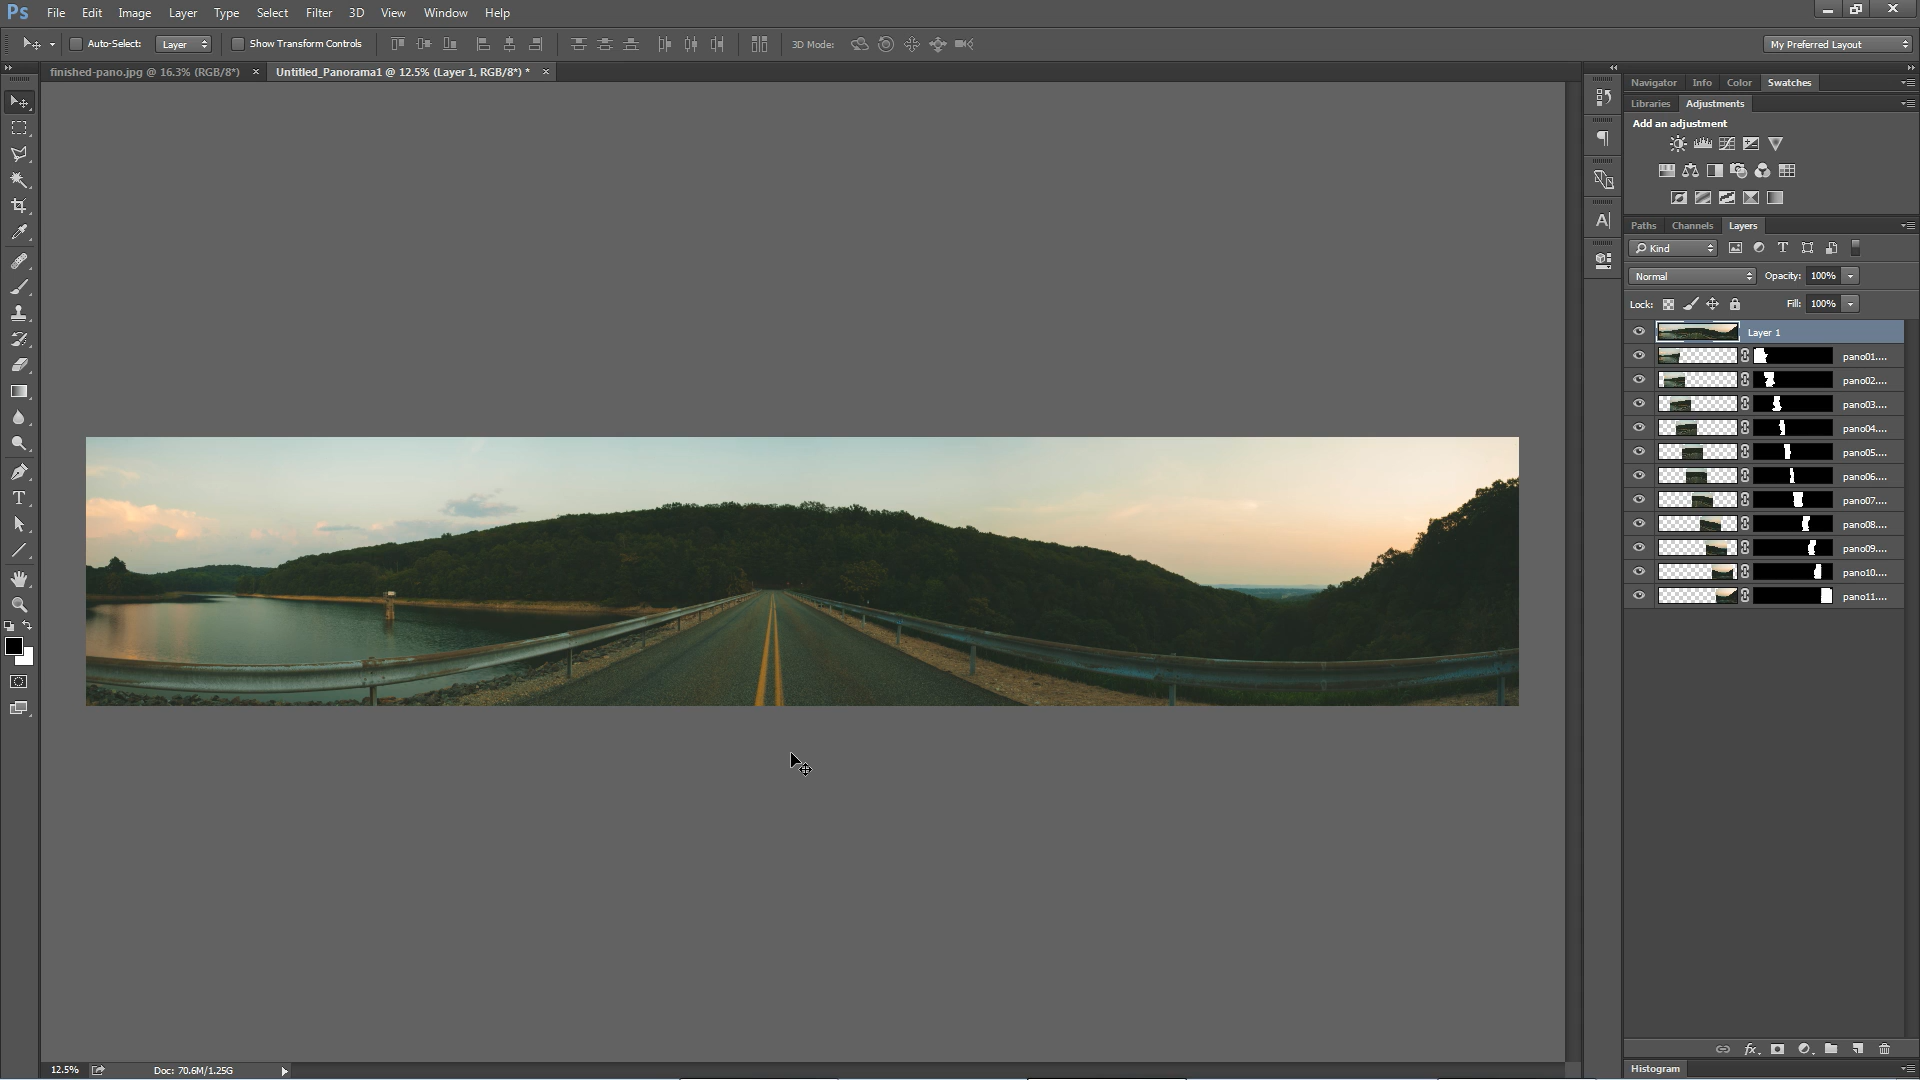 Ps File Edit Image Layer Type Select Filter 3D View Window Help
Auto-Select: Layer Show Transform Controls 3D Mode: My Preferred Layout
finished-pano.jpg @ 16.3% (RGB/8*) × Untitled_Panorama1 @ 12.5% (Layer 1, RGB/8*) * ×
Navigator Info Color Swatches
Libraries Adjustments
Add an adjustment
Paths Channels Layers
Kind
Normal Opacity: 100%
Lock: Fill: 100%
Layer 1
pano01....
pano02....
pano03....
pano04....
pano05....
pano06....
pano07....
pano08....
pano09....
pano10....
pano11....
12.5% Doc: 70.6M/1.25G
Histogram